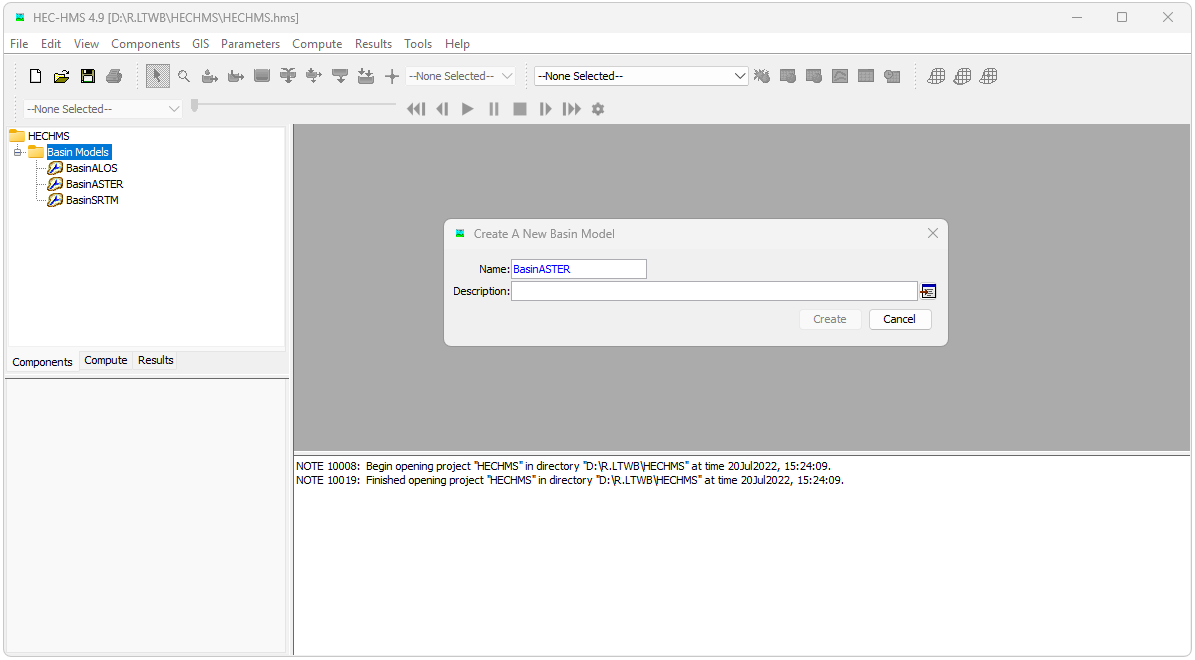 HEC-HMS 4.9 [D:\R.LTWB\HECHMS\HECHMS.hms]
File Edit View Components GIS Parameters Compute Results Tools Help
--None Selected-- --None Selected--
--None Selected--
HECHMS
Basin Models
BasinALOS
BasinASTER
BasinSRTM
Components Compute Results
Create A New Basin Model
Name: BasinASTER
Description:
Create Cancel
NOTE 10008: Begin opening project "HECHMS" in directory "D:\R.LTWB\HECHMS" at time 20Jul2022, 15:24:09.
NOTE 10019: Finished opening project "HECHMS" in directory "D:\R.LTWB\HECHMS" at time 20Jul2022, 15:24:09.